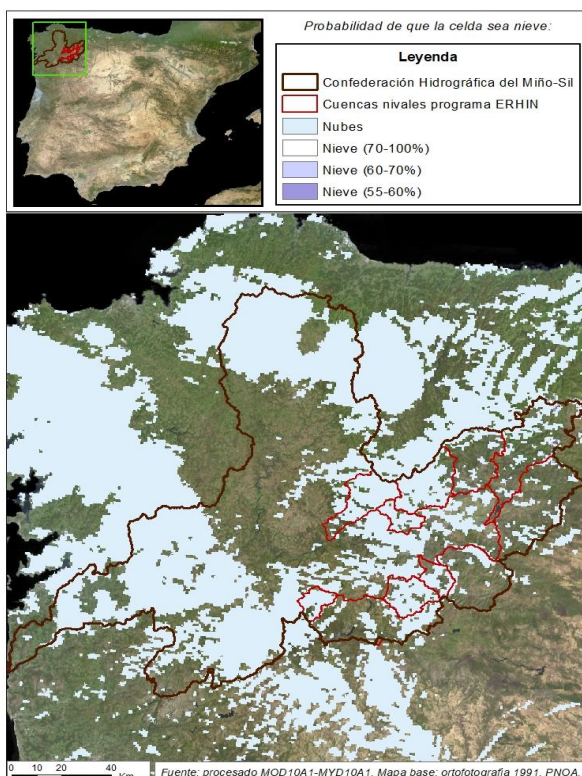 Probabilidad de que la celda sea nieve:
Leyenda
Confederación Hidrográfica del Miño-Sil
Cuencas nivales programa ERHIN
Nubes
Nieve (70-100%)
Nieve (60-70%)
Nieve (55-60%)
0 10 20 40
Km
Fuente: procesado MOD10A1-MYD10A1. Mapa base: ortofotografía 1991, PNOA